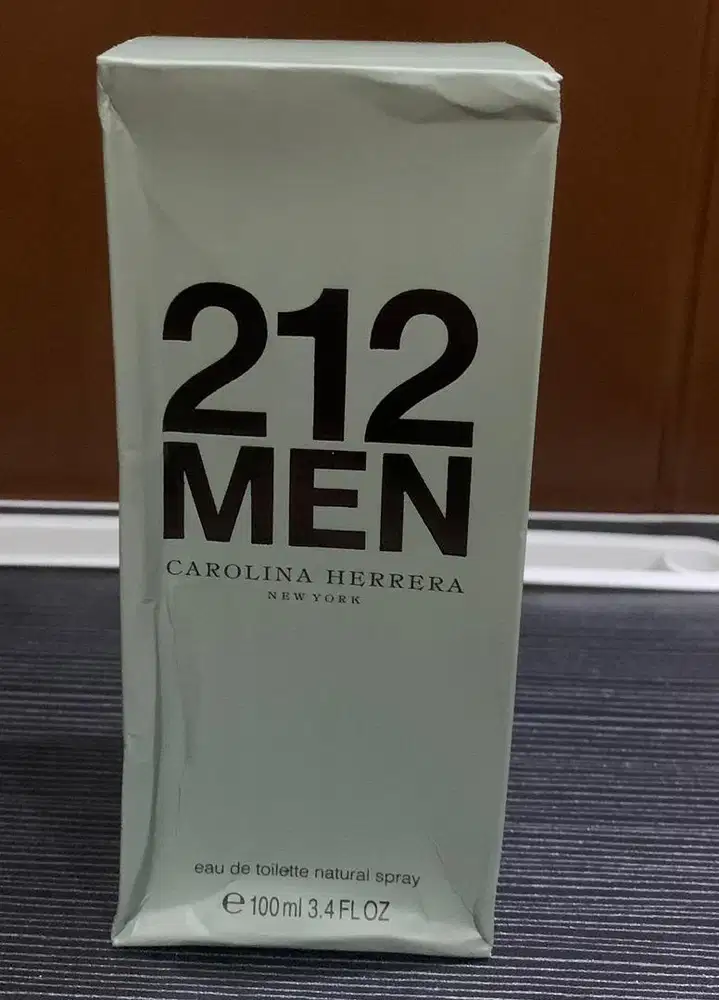 212
MEN
CAROLINA HERRERA
NEW YORK
eau de toilette natural spray
℮ 100 ml 3.4 FL OZ